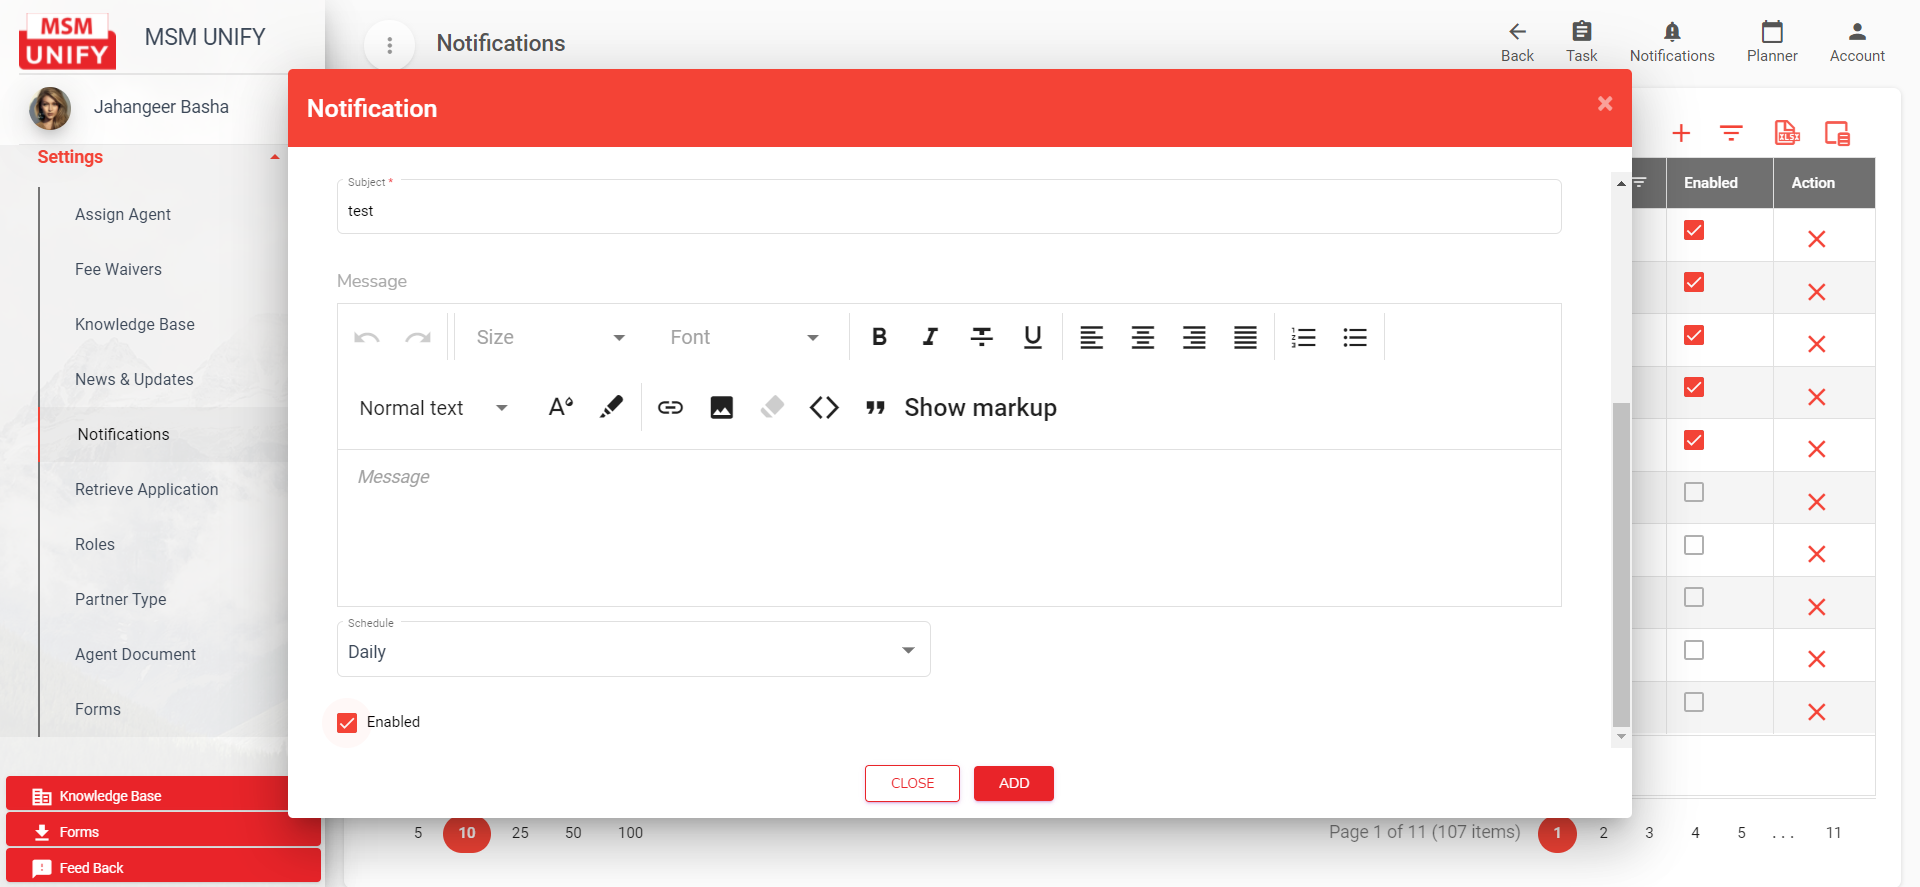 MSM
UNIFY
MSM UNIFY
Notifications
Back
Task
Notifications
Planner
Account
Jahangeer Basha
Settings
Assign Agent
Fee Waivers
Knowledge Base
News & Updates
Notifications
Retrieve Application
Roles
Partner Type
Agent Document
Forms
Knowledge Base
Forms
Feed Back
Notification
Subject *
test
Message
Size
Font
Normal text
Show markup
Message
Schedule
Daily
Enabled
CLOSE
ADD
Enabled
Action
5 10 25 50 100
Page 1 of 11 (107 items) 1 2 3 4 5 ... 11